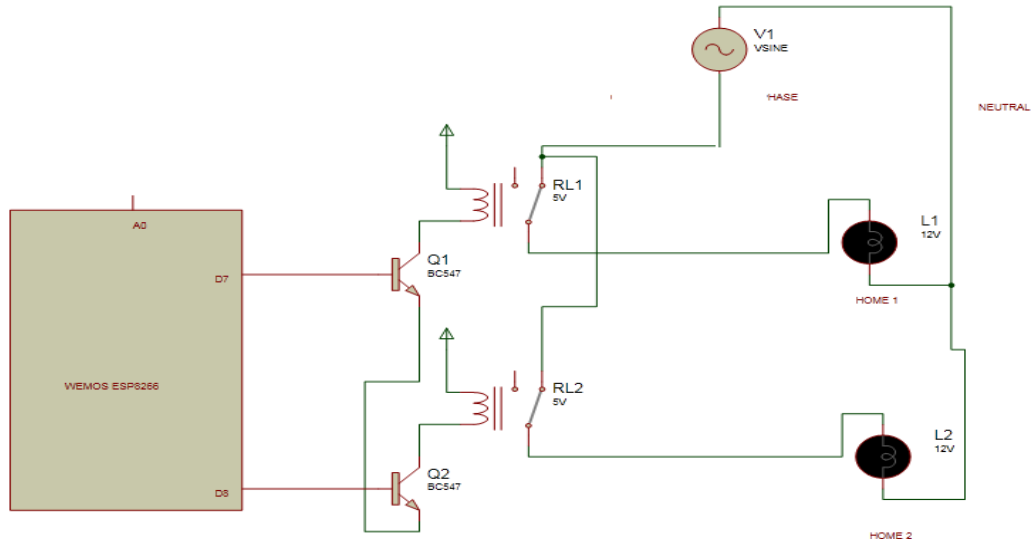 V1
VSINE
HASE
NEUTRAL
RL1
5V
A0
L1
12V
Q1
BC547
D7
HOME 1
WEMOS ESP8266
RL2
5V
L2
12V
Q2
BC547
D8
HOME 2